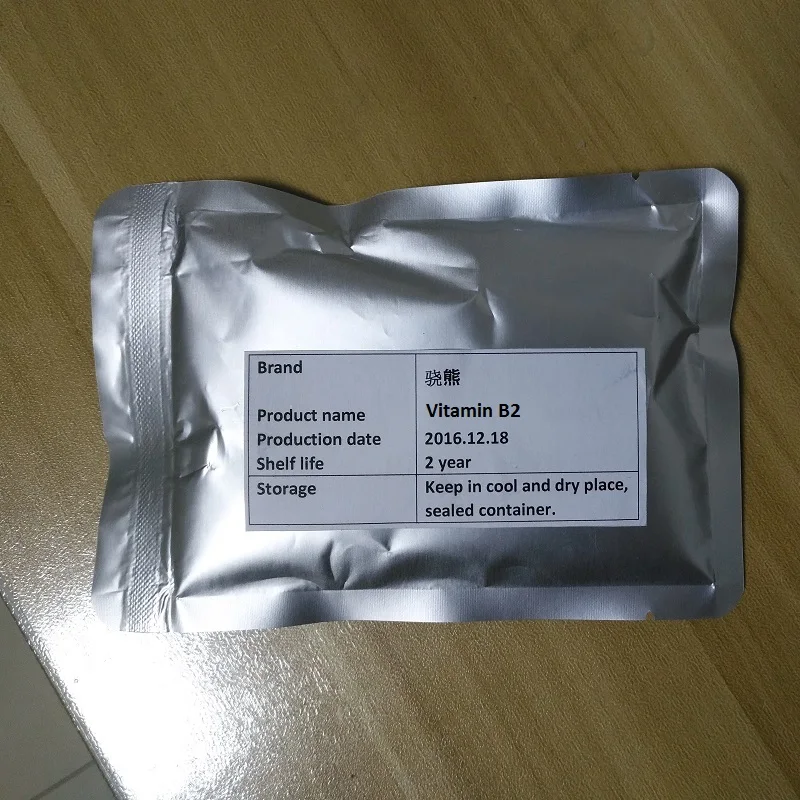 Brand 骁熊
Product name Vitamin B2
Production date 2016.12.18
Shelf life 2 year
Storage Keep in cool and dry place,
sealed container.